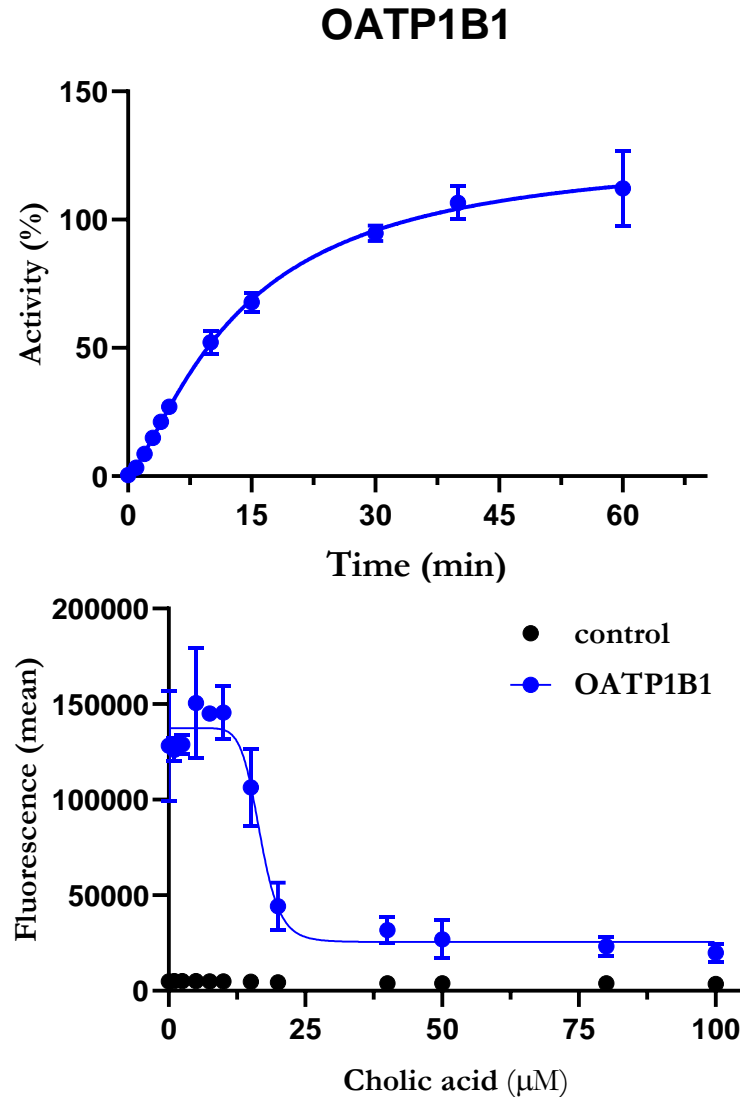 OATP1B1
150
100
50
0
Activity (%)
0 15 30 45 60
Time (min)
200000
150000
100000
50000
0
Fluorescence (mean)
control
OATP1B1
0 25 50 75 100
Cholic acid (μM)